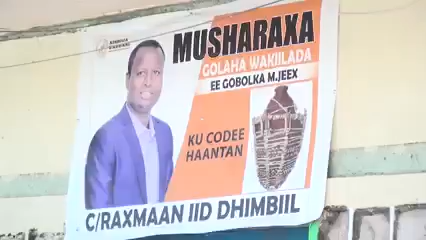 MUSHARAXA
GOLAHA WAKIILADA
EE GOBOLKA M.JEEX
KU CODEE
HAANTAN
C/RAXMAAN IID DHIMBIIL